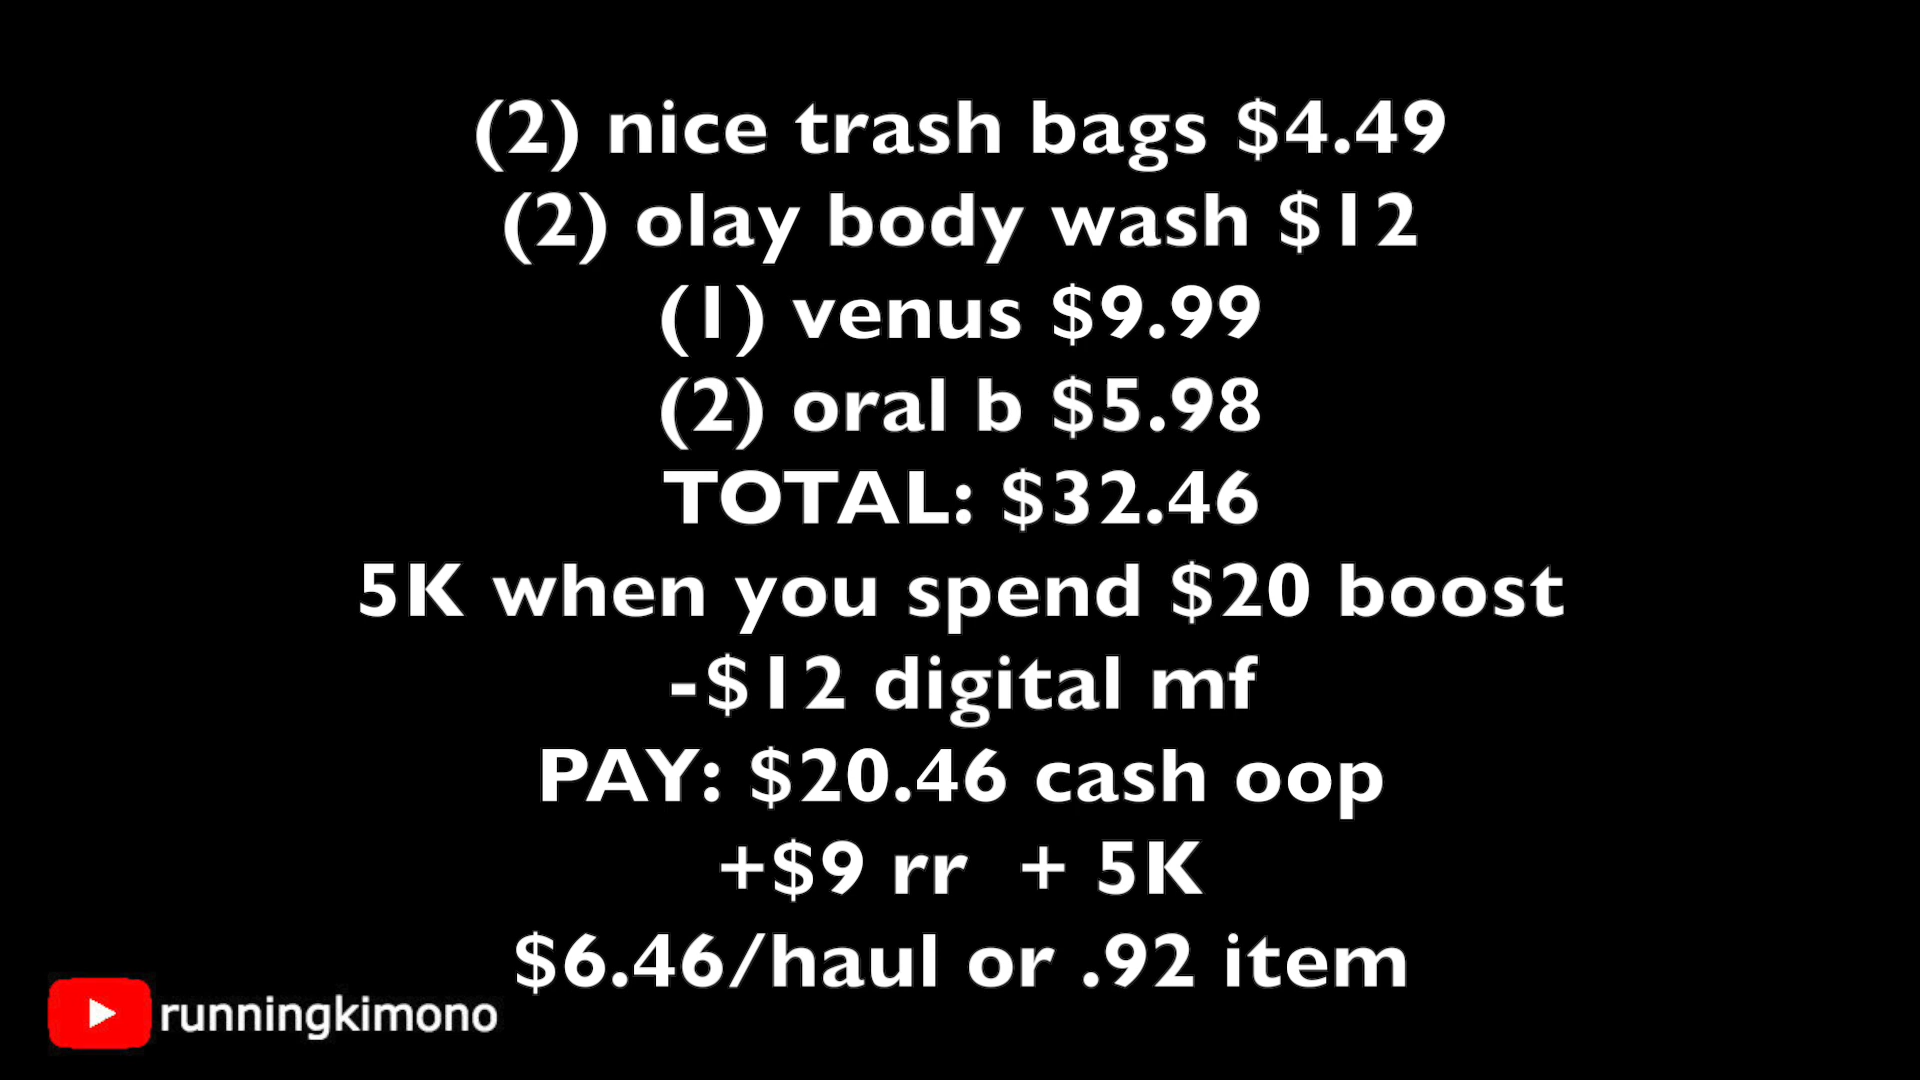 (2) nice trash bags $4.49
(2) olay body wash $12
(1) venus $9.99
(2) oral b $5.98
TOTAL: $32.46
5K when you spend $20 boost
-$12 digital mf
PAY: $20.46 cash oop
+$9 rr + 5K
$6.46/haul or .92 item
runningkimono